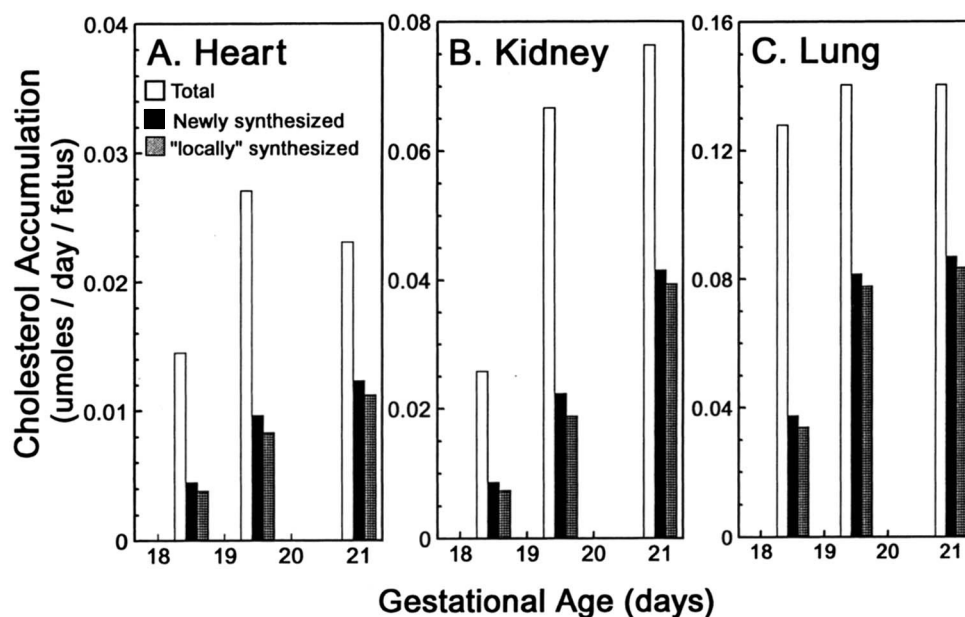 A. Heart
Total
Newly synthesized
"locally" synthesized
B. Kidney
C. Lung
Cholesterol Accumulation
(umoles / day / fetus)
0.04
0.03
0.02
0.01
0
0.08
0.06
0.04
0.02
0
0.16
0.12
0.08
0.04
0
18 19 20 21
18 19 20 21
18 19 20 21
Gestational Age (days)